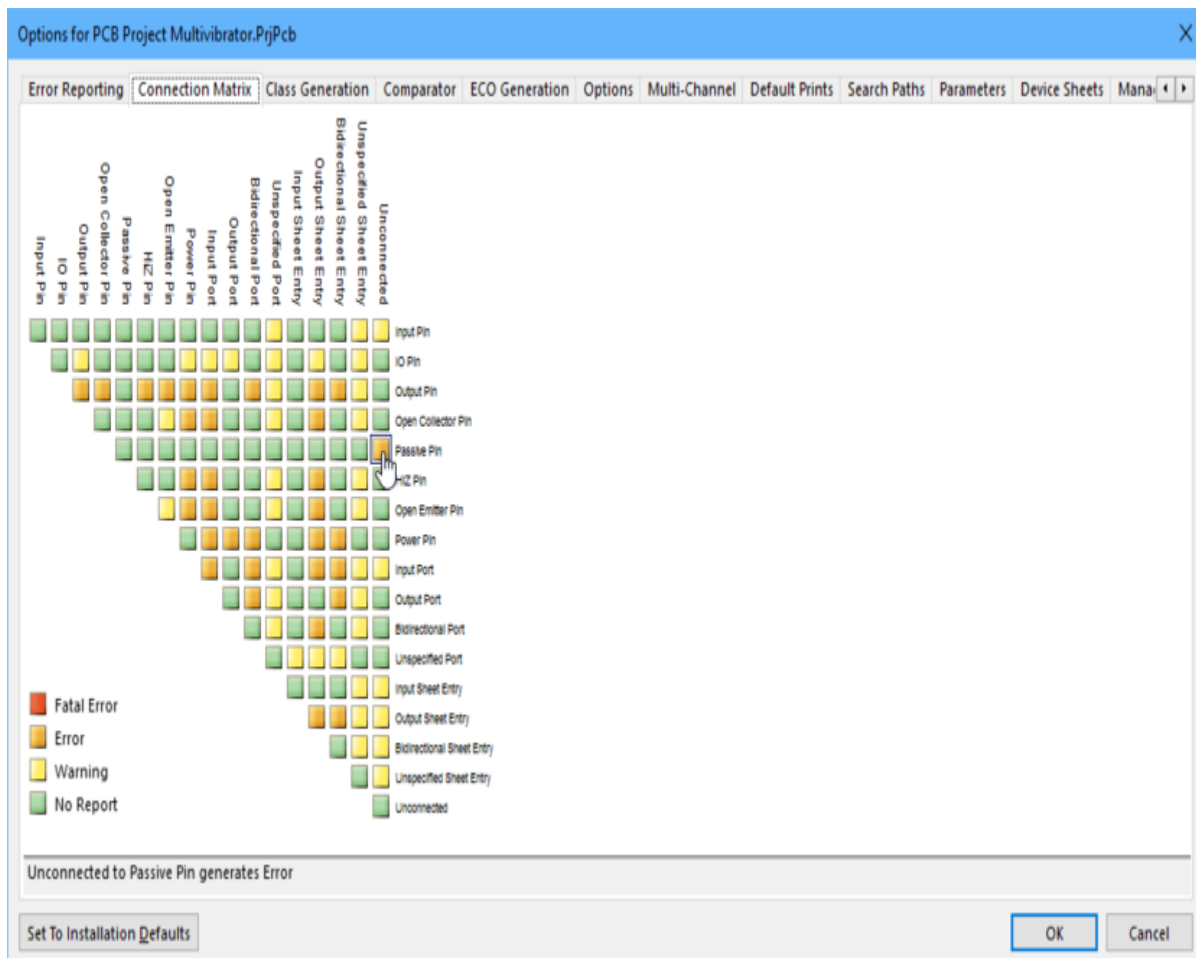 Options for PCB Project Multivibrator.PrjPcb
X
Error Reporting Connection Matrix Class Generation Comparator ECO Generation Options Multi-Channel Default Prints Search Paths Parameters Device Sheets Mana
Input Pin
IO Pin
Output Pin
Open Collector Pin
Passive Pin
HiZ Pin
Open Emitter Pin
Power Pin
Input Port
Output Port
Bidirectional Port
Unspecified Port
Input Sheet Entry
Output Sheet Entry
Bidirectional Sheet Entry
Unspecified Sheet Entry
Unconnected
Input Pin
IO Pin
Output Pin
Open Collector Pin
Passive Pin
HiZ Pin
Open Emitter Pin
Power Pin
Input Port
Output Port
Bidirectional Port
Unspecified Port
Input Sheet Entry
Output Sheet Entry
Bidirectional Sheet Entry
Unspecified Sheet Entry
Unconnected
Fatal Error
Error
Warning
No Report
Unconnected to Passive Pin generates Error
Set To Installation Defaults
OK
Cancel